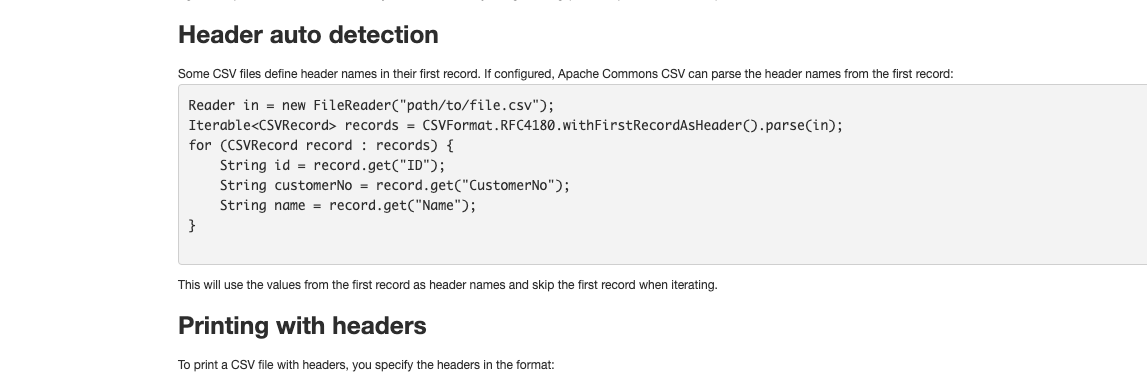 Header auto detection
Some CSV files define header names in their first record. If configured, Apache Commons CSV can parse the header names from the first record:
Reader in = new FileReader("path/to/file.csv");
Iterable<CSVRecord> records = CSVFormat.RFC4180.withFirstRecordAsHeader().parse(in);
for (CSVRecord record : records) {
    String id = record.get("ID");
    String customerNo = record.get("CustomerNo");
    String name = record.get("Name");
}
This will use the values from the first record as header names and skip the first record when iterating.
Printing with headers
To print a CSV file with headers, you specify the headers in the format: